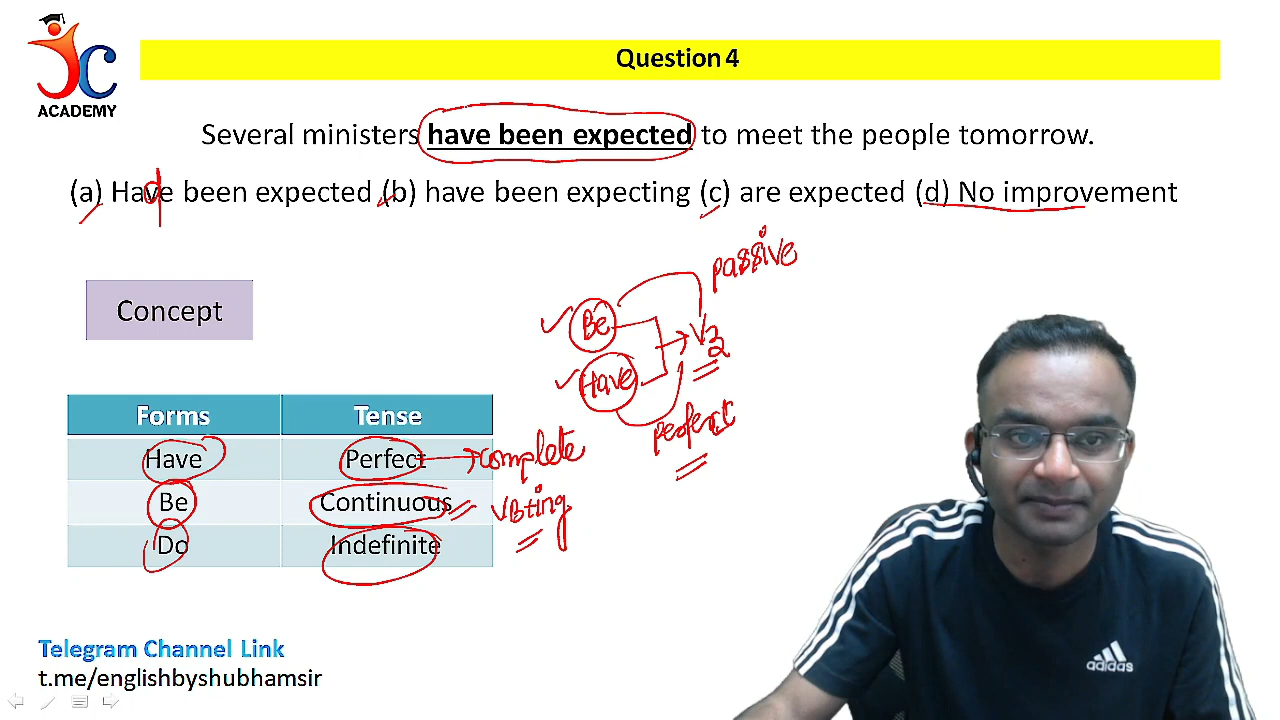 JC
ACADEMY
Question 4
Several ministers have been expected to meet the people tomorrow.
(a) Have been expected (b) have been expecting (c) are expected (d) No improvement
d
Concept
passive
Be
V3
Have
perfect
Forms Tense
Have Perfect
complete
Be Continuous
Vbting
Do Indefinite
Telegram Channel Link
t.me/englishbyshubhamsir
adidas